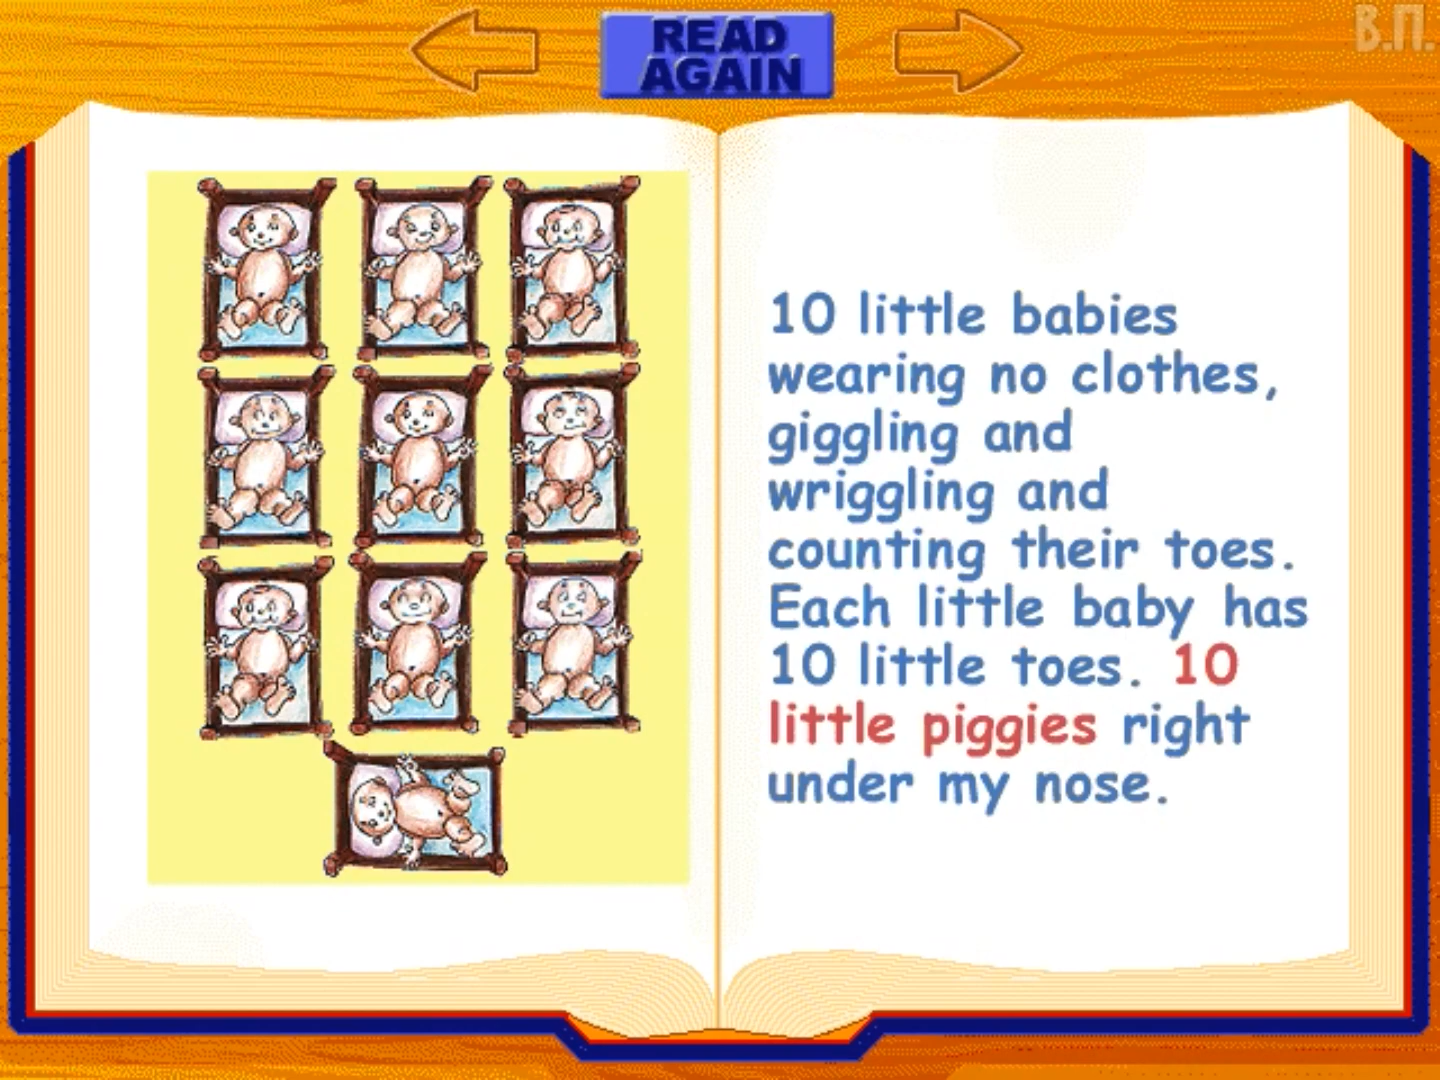 READ
AGAIN
В.П.
10 little babies
wearing no clothes,
giggling and
wriggling and
counting their toes.
Each little baby has
10 little toes. 10
little piggies right
under my nose.